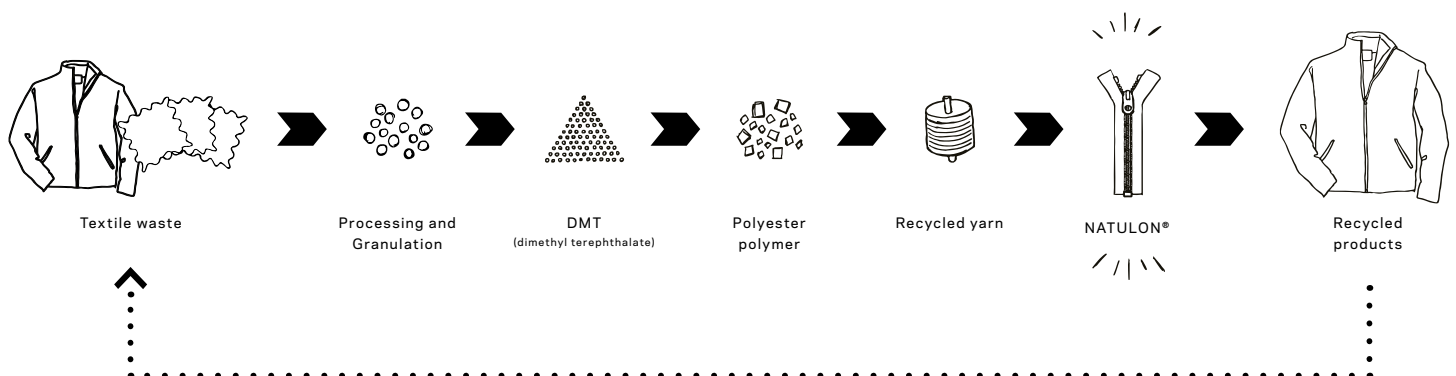 Textile waste
Processing and
Granulation
DMT
(dimethyl terephthalate)
Polyester
polymer
Recycled yarn
NATULON®
Recycled
products